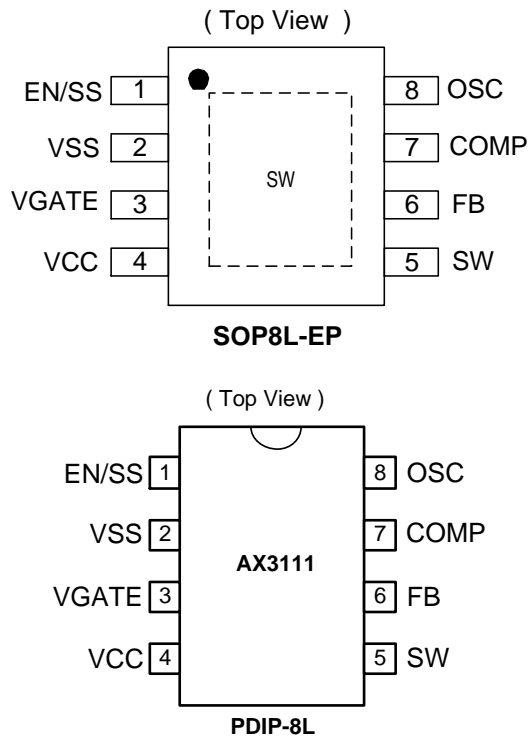 ( Top View )
EN/SS 1 8 OSC
VSS 2 7 COMP
SW
VGATE 3 6 FB
VCC 4 5 SW
SOP8L-EP
( Top View )
EN/SS 1 8 OSC
VSS 2 7 COMP
AX3111
VGATE 3 6 FB
VCC 4 5 SW
PDIP-8L